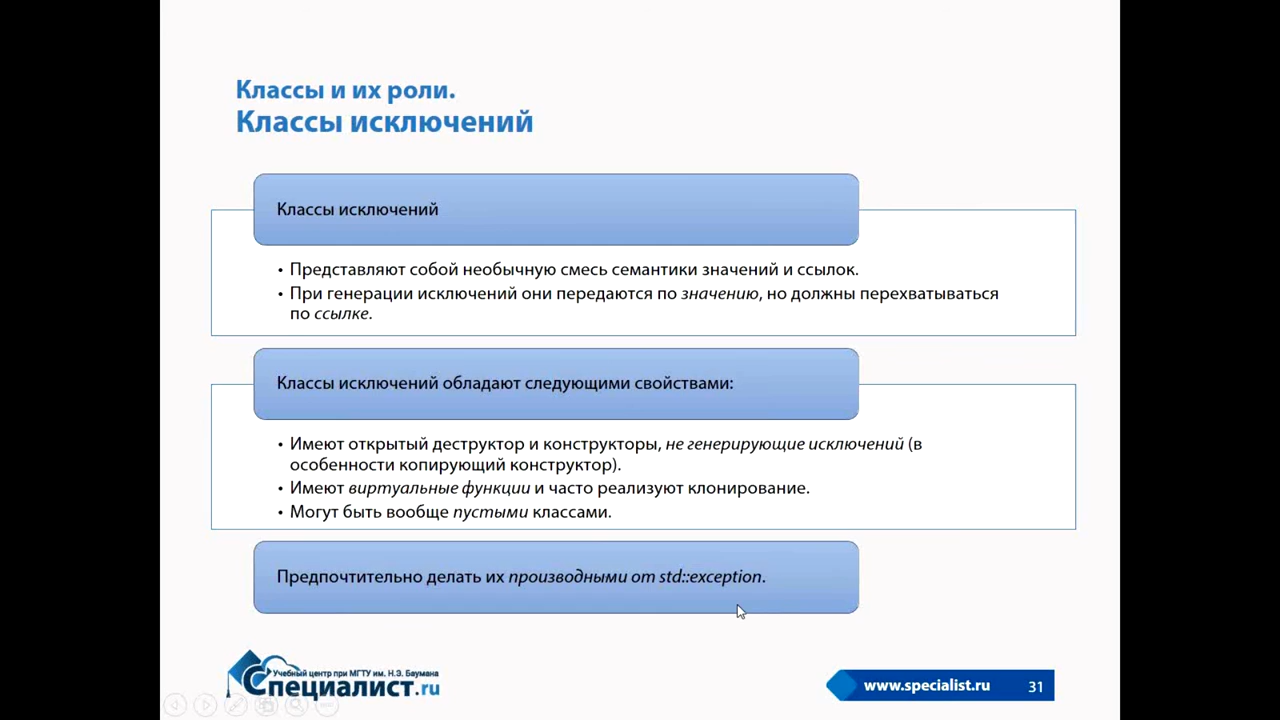 Классы и их роли.
Классы исключений
Классы исключений
• Представляют собой необычную смесь семантики значений и ссылок.
• При генерации исключений они передаются по значению, но должны перехватываться
по ссылке.
Классы исключений обладают следующими свойствами:
• Имеют открытый деструктор и конструкторы, не генерирующие исключений (в
особенности копирующий конструктор).
• Имеют виртуальные функции и часто реализуют клонирование.
• Могут быть вообще пустыми классами.
Предпочтительно делать их производными от std::exception.
Учебный центр при МГТУ им. Н.Э. Баумана
Специалист.ru
www.specialist.ru 31